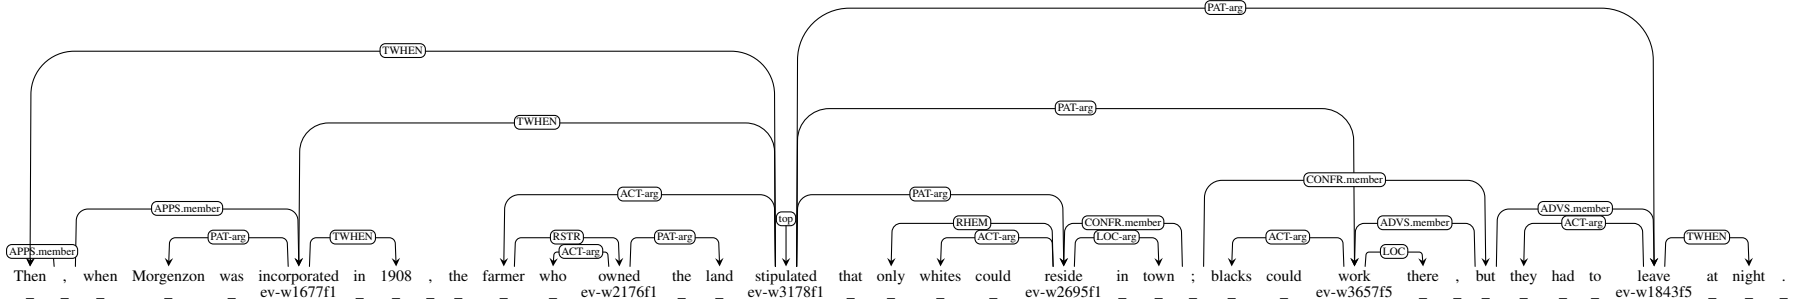 PAT-arg
TWHEN
PAT-arg
TWHEN
CONFR.member
ACT-arg PAT-arg
APPS.member ADVS.member
top
RHEM CONFR.member ADVS.member ACT-arg
PAT-arg TWHEN RSTR PAT-arg ACT-arg LOC-arg ACT-arg TWHEN
APPS.member ACT-arg LOC
Then , when Morgenzon was incorporated in 1908 , the farmer who owned the land stipulated that only whites could reside in town ; blacks could work there , but they had to leave at night .
_ _ _ _ _ ev-w1677f1 _ _ _ _ _ _ ev-w2176f1 _ _ ev-w3178f1 _ _ _ _ ev-w2695f1 _ _ _ _ _ ev-w3657f5 _ _ _ _ _ _ ev-w1843f5 _ _ _